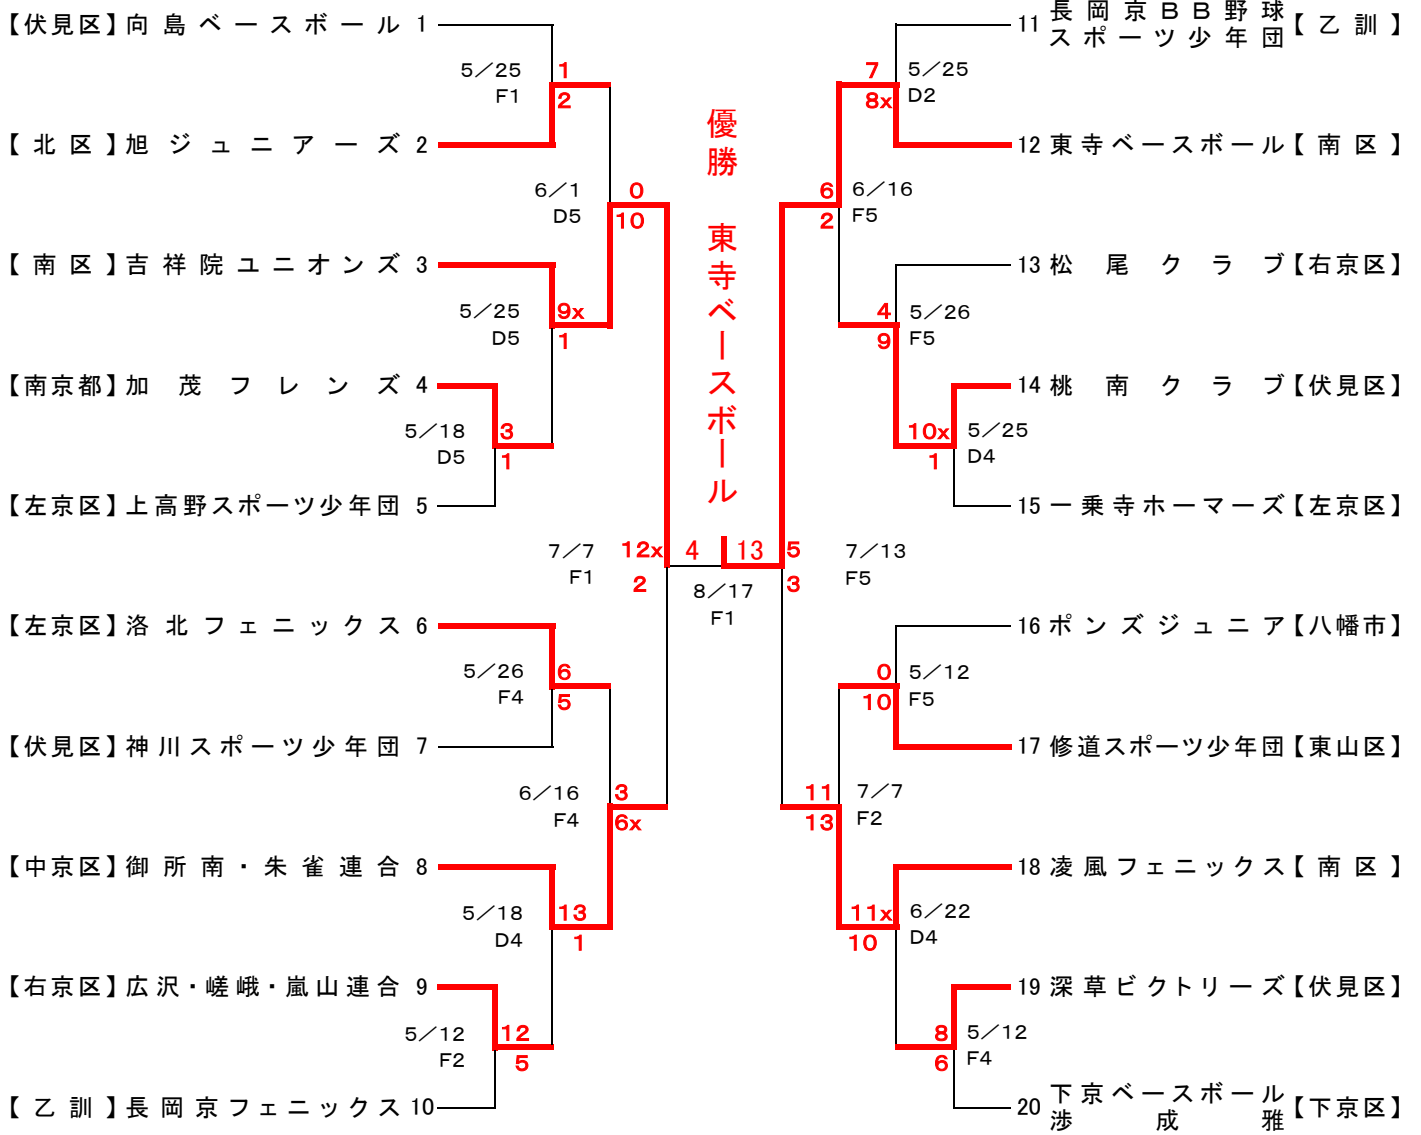 【伏見区】向島ベースボール 1
5／25
F1
1
2
【北区】旭ジュニアーズ 2
6／1
D5
0
10
【南区】吉祥院ユニオンズ 3
5／25
D5
9x
1
【南京都】加茂フレンズ 4
5／18
D5
3
1
【左京区】上高野スポーツ少年団 5
7／7
F1
12x
2
【左京区】洛北フェニックス 6
5／26
F4
6
5
【伏見区】神川スポーツ少年団 7
6／16
F4
3
6x
【中京区】御所南・朱雀連合 8
5／18
D4
13
1
【右京区】広沢・嵯峨・嵐山連合 9
5／12
F2
12
5
【乙訓】長岡京フェニックス 10
優勝 東寺ベースボール
4 13
8／17
F1
11 長岡京BB野球
スポーツ少年団【乙訓】
7
8x
5／25
D2
12 東寺ベースボール【南区】
6
2
6／16
F5
13 松尾クラブ【右京区】
4
9
5／26
F5
14 桃南クラブ【伏見区】
10x
1
5／25
D4
15 一乗寺ホーマーズ【左京区】
5
3
7／13
F5
16 ポンズジュニア【八幡市】
0
10
5／12
F5
17 修道スポーツ少年団【東山区】
11
13
7／7
F2
18 凌風フェニックス【南区】
11x
10
6／22
D4
19 深草ビクトリーズ【伏見区】
8
6
5／12
F4
20 下京ベースボール
渉成雅【下京区】